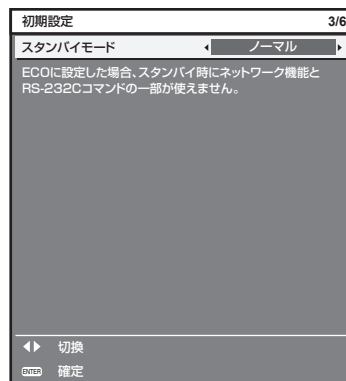 初期設定 3/6
スタンバイモード ノーマル
ECOに設定した場合、スタンバイ時にネットワーク機能と
RS-232Cコマンドの一部が使えません。
切換
ENTER 確定